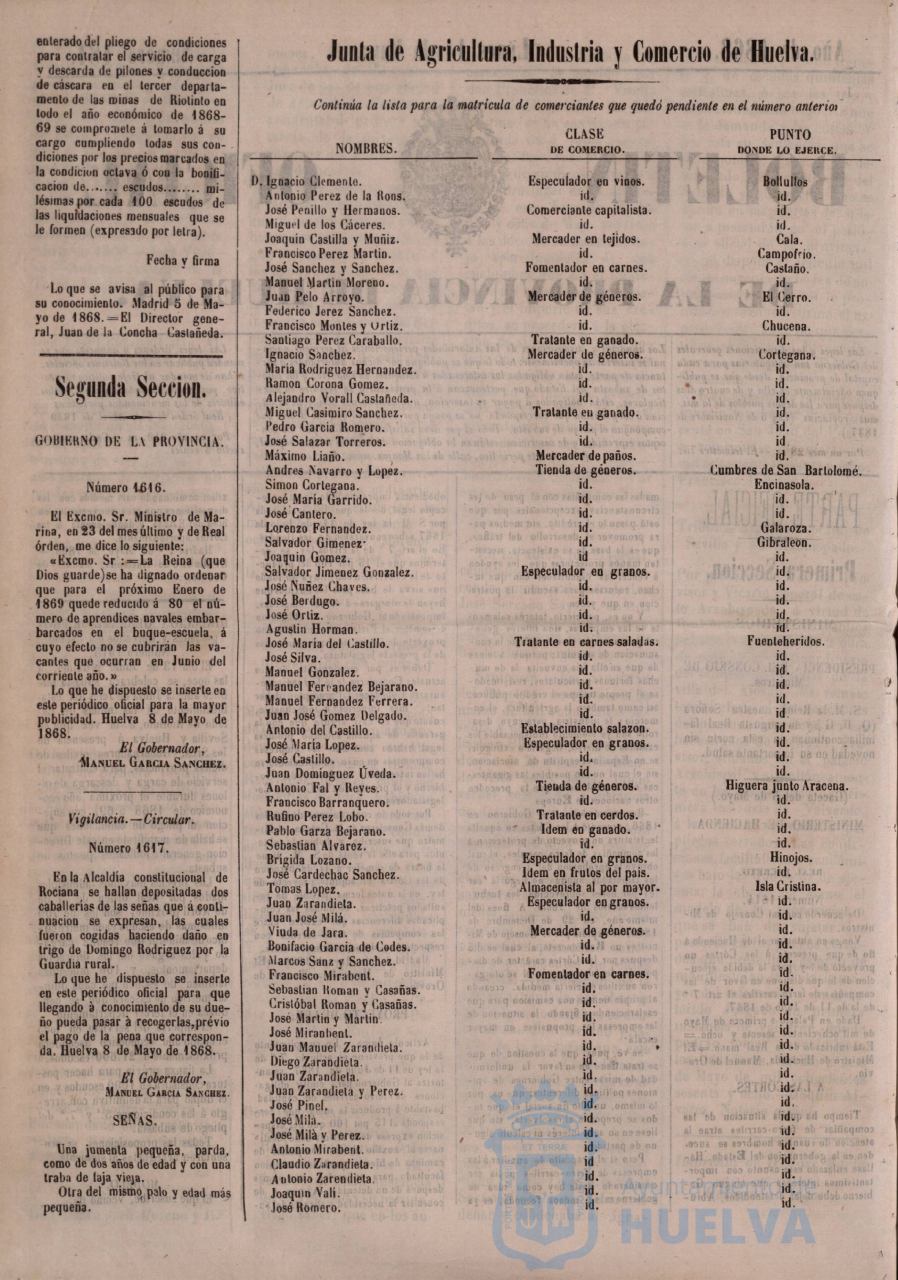 enterado del pliego de condiciones
para contratar el servicio de carga
y descarda de pilones y conduccion
de cáscara en el tercer departa-
mento de las minas de Riotinto en
todo el año económico de 1868-
69 se compromete á tomarlo á su
cargo cumpliendo todas sus con-
diciones por los precios marcados en
la condicion octava ó con la bonifi-
cacion de....... escudos........ mi-
lésimas por cada 100 escudos de
las liquidaciones mensuales que se
le formen (expresado por letra).
Fecha y firma
Lo que se avisa al público para
su conocimiento. Madrid 5 de Ma-
yo de 1868.=El Director gene-
ral, Juan de la Concha Castañeda.
Segunda Seccion.
GOBIERNO DE LA PROVINCIA.
Número 1616.
El Excmo. Sr. Ministro de Ma-
rina, en 23 del mes último y de Real
órden, me dice lo siguiente:
«Excmo. Sr :=La Reina (que
Dios guarde) se ha dignado ordenar
que para el próximo Enero de
1869 quede reducido á 80 el nú-
mero de aprendices navales embar-
barcados en el buque-escuela, á
cuyo efecto no se cubrirán las va-
cantes que ocurran en Junio del
corriente año.»
Lo que he dispuesto se inserte en
este periódico oficial para la mayor
publicidad. Huelva 8 de Mayo de
1868.
El Gobernador,
MANUEL GARCIA SANCHEZ.
Vigilancia.—Circular.
Número 1617.
En la Alcaldía constitucional de
Rociana se hallan depositadas dos
caballerias de las señas que á conti-
nuacion se expresan, las cuales
fueron cogidas haciendo daño en
trigo de Domingo Rodriguez por la
Guardia rural.
Lo que he dispuesto se inserte
en este periódico oficial para que
llegando á conocimiento de su due-
ño pueda pasar á recogerlas, prévio
el pago de la pena que correspon-
da. Huelva 8 de Mayo de 1868.
El Gobernador,
MANUEL GARCIA SANCHEZ.
SEÑAS.
Una jumenta pequeña, parda,
como de dos años de edad y con una
traba de faja vieja.
Otra del mismo palo y edad más
pequeña.
Junta de Agricultura, Industria y Comercio de Huelva.
Continúa la lista para la matrícula de comerciantes que quedó pendiente en el número anterior
NOMBRES. CLASE DE COMERCIO. PUNTO DONDE LO EJERCE.
D. Ignacio Clemente. Especulador en vinos. Bollullos
Antonio Perez de la Rons. id. id.
José Penillo y Hermanos. Comerciante capitalista. id.
Miguel de los Cáceres. id. id.
Joaquin Castilla y Muñiz. Mercader en tejidos. Cala.
Francisco Perez Martin. id. Campofrio.
José Sanchez y Sanchez. Fomentador en carnes. Castaño.
Manuel Martin Moreno. id. id.
Juan Pelo Arroyo. Mercader de géneros. El Cerro.
Federico Jerez Sanchez. id. id.
Francisco Montes y Ortiz. id. Chucena.
Santiago Perez Caraballo. Tratante en ganado. id.
Ignacio Sanchez. Mercader de géneros. Cortegana.
Maria Rodriguez Hernandez. id. id.
Ramon Corona Gomez. id. id.
Alejandro Vorall Castañeda. id. id.
Miguel Casimiro Sanchez. Tratante en ganado. id.
Pedro Garcia Romero. id. id.
José Salazar Torreros. id. id
Máximo Liaño. Mercader de paños. id.
Andres Navarro y Lopez. Tienda de géneros. Cumbres de San Bartolomé.
Simon Cortegana. id. Encinasola.
José Maria Garrido. id. id.
José Cantero. id. id.
Lorenzo Fernandez. id. Galaroza.
Salvador Gimenez id. Gibraleon.
Joaquin Gomez. id id.
Salvador Jimenez Gonzalez. Especulador en granos. id.
José Nuñez Chaves. id. id.
José Berdugo. id. id.
José Ortiz. id. id.
Agustin Horman. id. id.
José Maria del Castillo. Tratante en carnes saladas. Fuenteheridos.
José Silva. id. id.
Manuel Gonzalez. id. id.
Manuel Fernandez Bejarano. id. id.
Manuel Fernandez Ferrera. id. id.
Juan José Gomez Delgado. id. id.
Antonio del Castillo. Establecimiento salazon. id.
José Maria Lopez. Especulador en granos. id.
José Castillo. id. id.
Juan Dominguez Úveda. id. id.
Antonio Fal y Reyes. Tienda de géneros. Higuera junto Aracena.
Francisco Barranquero. id. id.
Rufino Perez Lobo. Tratante en cerdos. id.
Pablo Garza Bejarano. Idem en ganado. id.
Sebastian Alvarez. id. id.
Brigida Lozano. Especulador en granos. Hinojos.
José Cardechac Sanchez. Idem en frutos del pais. id.
Tomas Lopez. Almacenista al por mayor. Isla Cristina.
Juan Zarandieta. Especulador en granos. id.
Juan José Milá. id. id.
Viuda de Jara. Mercader de géneros. id.
Bonifacio Garcia de Codes. id. id.
Marcos Sanz y Sanchez. id. id.
Francisco Mirabent. Fomentador en carnes. id.
Sebastian Roman y Casañas. id. id.
Cristóbal Roman y Casañas. id. id.
José Martin y Martin. id. id.
José Mirabent. id. id.
Juan Manuel Zarandieta. id. id.
Diego Zarandieta. id. id.
Juan Zarandieta. id. id.
Juan Zarandieta y Perez. id. id.
José Pinel. id. id.
José Milá. id. id.
José Milá y Perez. id. id.
Antonio Mirabent. id. id.
Claudio Zarandieta. id id.
Antonio Zarendieta. id. id.
Joaquin Vali. id. id.
José Romero. id. id.
Ayuntamiento de
HUELVA